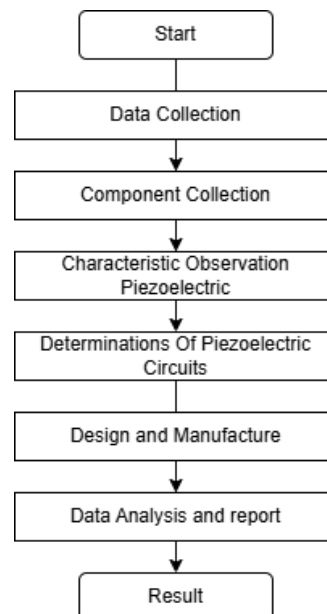 Start
Data Collection
Component Collection
Characteristic Observation
Piezoelectric
Determinations Of Piezoelectric
Circuits
Design and Manufacture
Data Analysis and report
Result